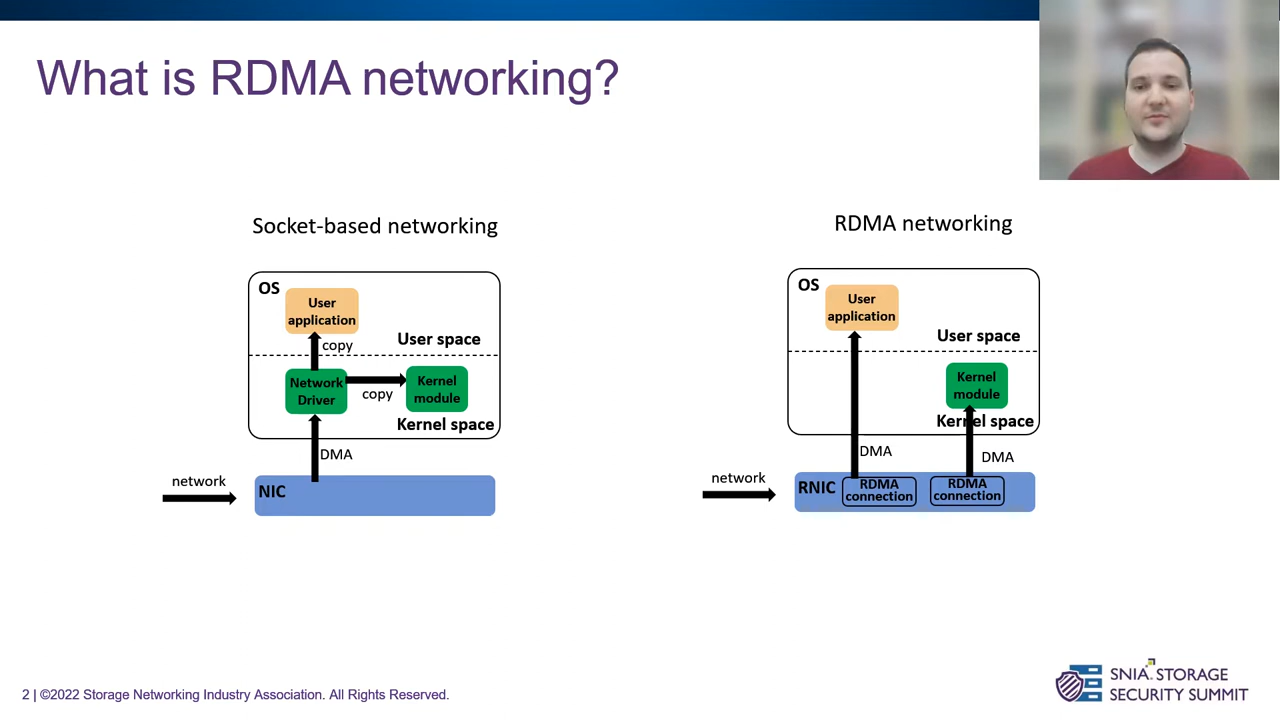 What is RDMA networking?
Socket-based networking
OS
User
application
copy
User space
Network
Driver
copy
Kernel
module
Kernel space
DMA
network
NIC
RDMA networking
OS
User
application
User space
Kernel
module
Kernel space
DMA
DMA
network
RNIC
RDMA
connection
RDMA
connection
2 | ©2022 Storage Networking Industry Association. All Rights Reserved.
SNIA. STORAGE
SECURITY SUMMIT